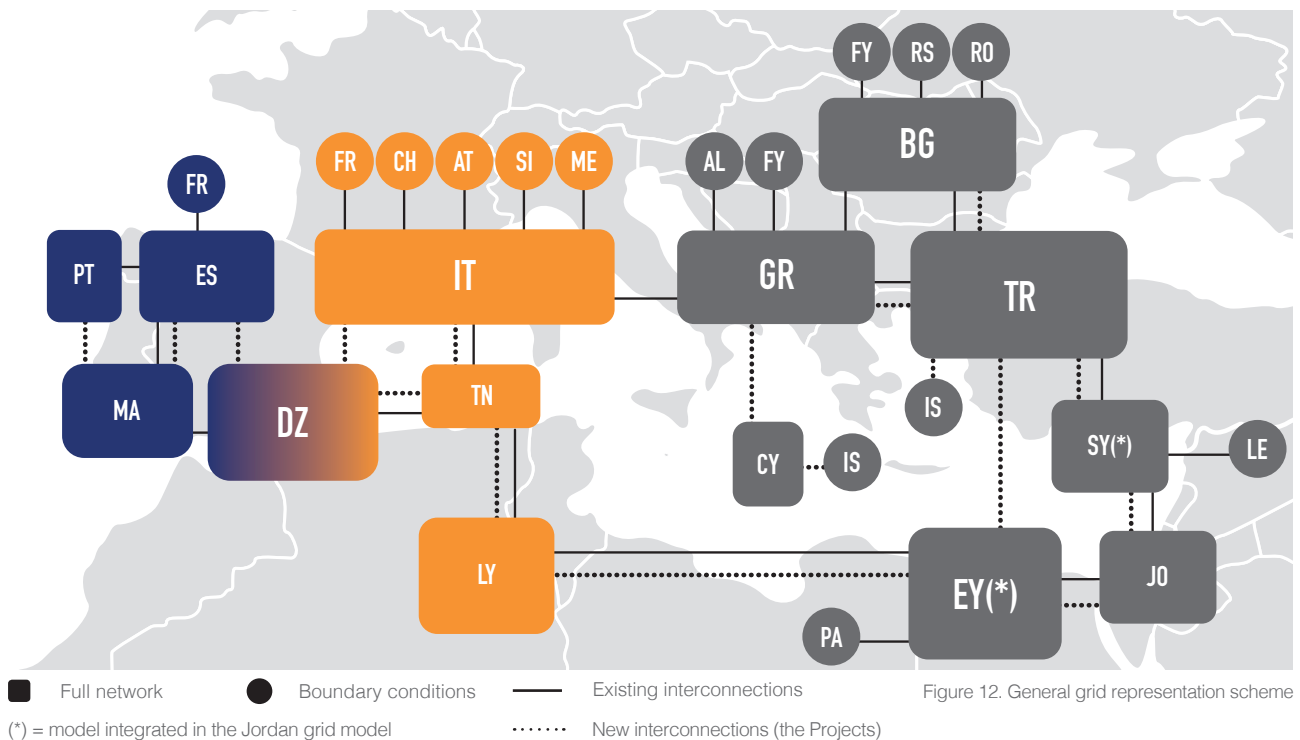 FY RS RO
BG
FR CH AT SI ME
AL FY
FR
PT ES
IT
GR
TR
MA
DZ
TN
IS
CY IS
SY(*)
LE
LY
EY(*)
JO
PA
Full network
Boundary conditions
Existing interconnections
Figure 12. General grid representation scheme
(*) = model integrated in the Jordan grid model
New interconnections (the Projects)